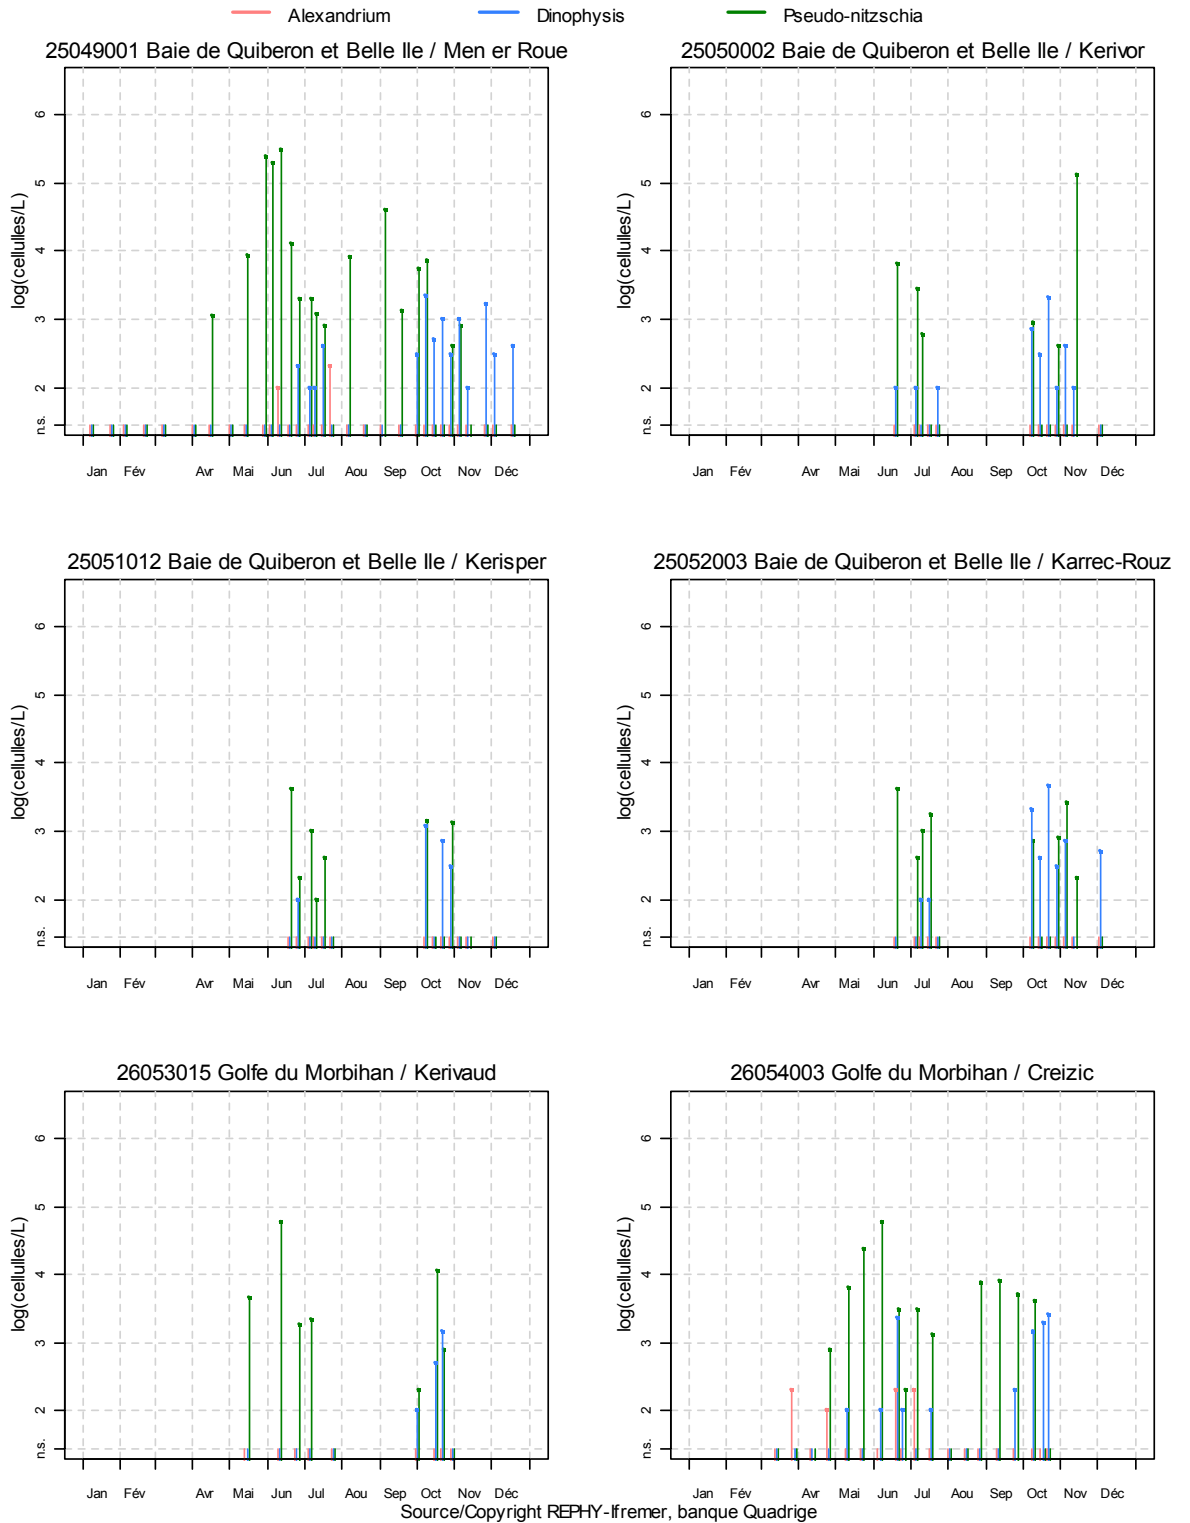 Alexandrium Dinophysis Pseudo-nitzschia
25049001 Baie de Quiberon et Belle Ile / Men er Roue
log(cellulles/L)
6
5
4
3
2
n.s.
Jan Fév Avr Mai Jun Jul Aou Sep Oct Nov Déc
25050002 Baie de Quiberon et Belle Ile / Kerivor
log(cellulles/L)
6
5
4
3
2
n.s.
Jan Fév Avr Mai Jun Jul Aou Sep Oct Nov Déc
25051012 Baie de Quiberon et Belle Ile / Kerisper
log(cellulles/L)
6
5
4
3
2
n.s.
Jan Fév Avr Mai Jun Jul Aou Sep Oct Nov Déc
25052003 Baie de Quiberon et Belle Ile / Karrec-Rouz
log(cellulles/L)
6
5
4
3
2
n.s.
Jan Fév Avr Mai Jun Jul Aou Sep Oct Nov Déc
26053015 Golfe du Morbihan / Kerivaud
log(cellulles/L)
6
5
4
3
2
n.s.
Jan Fév Avr Mai Jun Jul Aou Sep Oct Nov Déc
26054003 Golfe du Morbihan / Creizic
log(cellulles/L)
6
5
4
3
2
n.s.
Jan Fév Avr Mai Jun Jul Aou Sep Oct Nov Déc
Source/Copyright REPHY-Ifremer, banque Quadrige